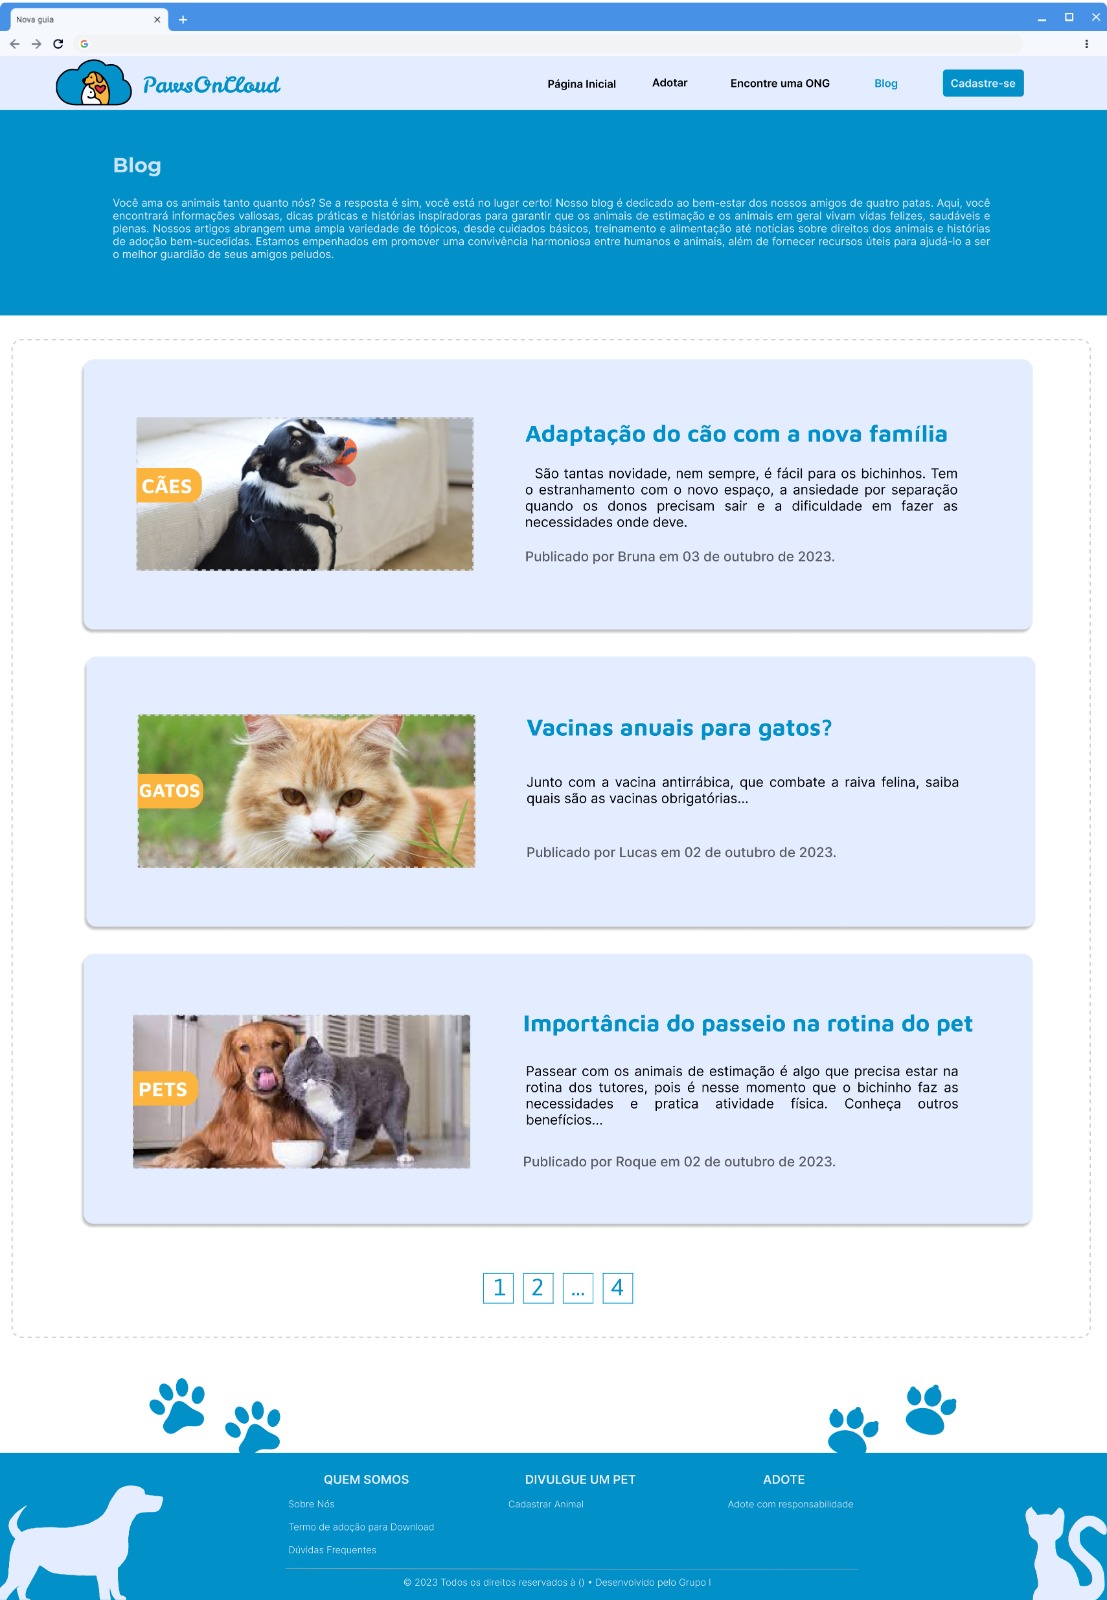 Nova guia
PawsOnCloud
Página Inicial
Adotar
Encontre uma ONG
Blog
Cadastre-se
Blog
Você ama os animais tanto quanto nós? Se a resposta é sim, você está no lugar certo! Nosso blog é dedicado ao bem-estar dos nossos amigos de quatro patas. Aqui, você
encontrará informações valiosas, dicas práticas e histórias inspiradoras para garantir que os animais de estimação e os animais em geral vivam vidas felizes, saudáveis e
plenas. Nossos artigos abrangem uma ampla variedade de tópicos, desde cuidados básicos, treinamento e alimentação até notícias sobre direitos dos animais e histórias
de adoção bem-sucedidas. Estamos empenhados em promover uma convivência harmoniosa entre humanos e animais, além de fornecer recursos úteis para ajudá-lo a ser
o melhor guardião de seus amigos peludos.
CÃES
Adaptação do cão com a nova família
São tantas novidade, nem sempre, é fácil para os bichinhos. Tem
o estranhamento com o novo espaço, a ansiedade por separação
quando os donos precisam sair e a dificuldade em fazer as
necessidades onde deve.
Publicado por Bruna em 03 de outubro de 2023.
GATOS
Vacinas anuais para gatos?
Junto com a vacina antirrábica, que combate a raiva felina, saiba
quais são as vacinas obrigatórias...
Publicado por Lucas em 02 de outubro de 2023.
PETS
Importância do passeio na rotina do pet
Passear com os animais de estimação é algo que precisa estar na
rotina dos tutores, pois é nesse momento que o bichinho faz as
necessidades e pratica atividade física. Conheça outros
benefícios...
Publicado por Roque em 02 de outubro de 2023.
1 2 ... 4
QUEM SOMOS
Sobre Nós
Termo de adoção para Download
Dúvidas Frequentes
DIVULGUE UM PET
Cadastrar Animal
ADOTE
Adote com responsabilidade
© 2023 Todos os direitos reservados à () • Desenvolvido pelo Grupo I